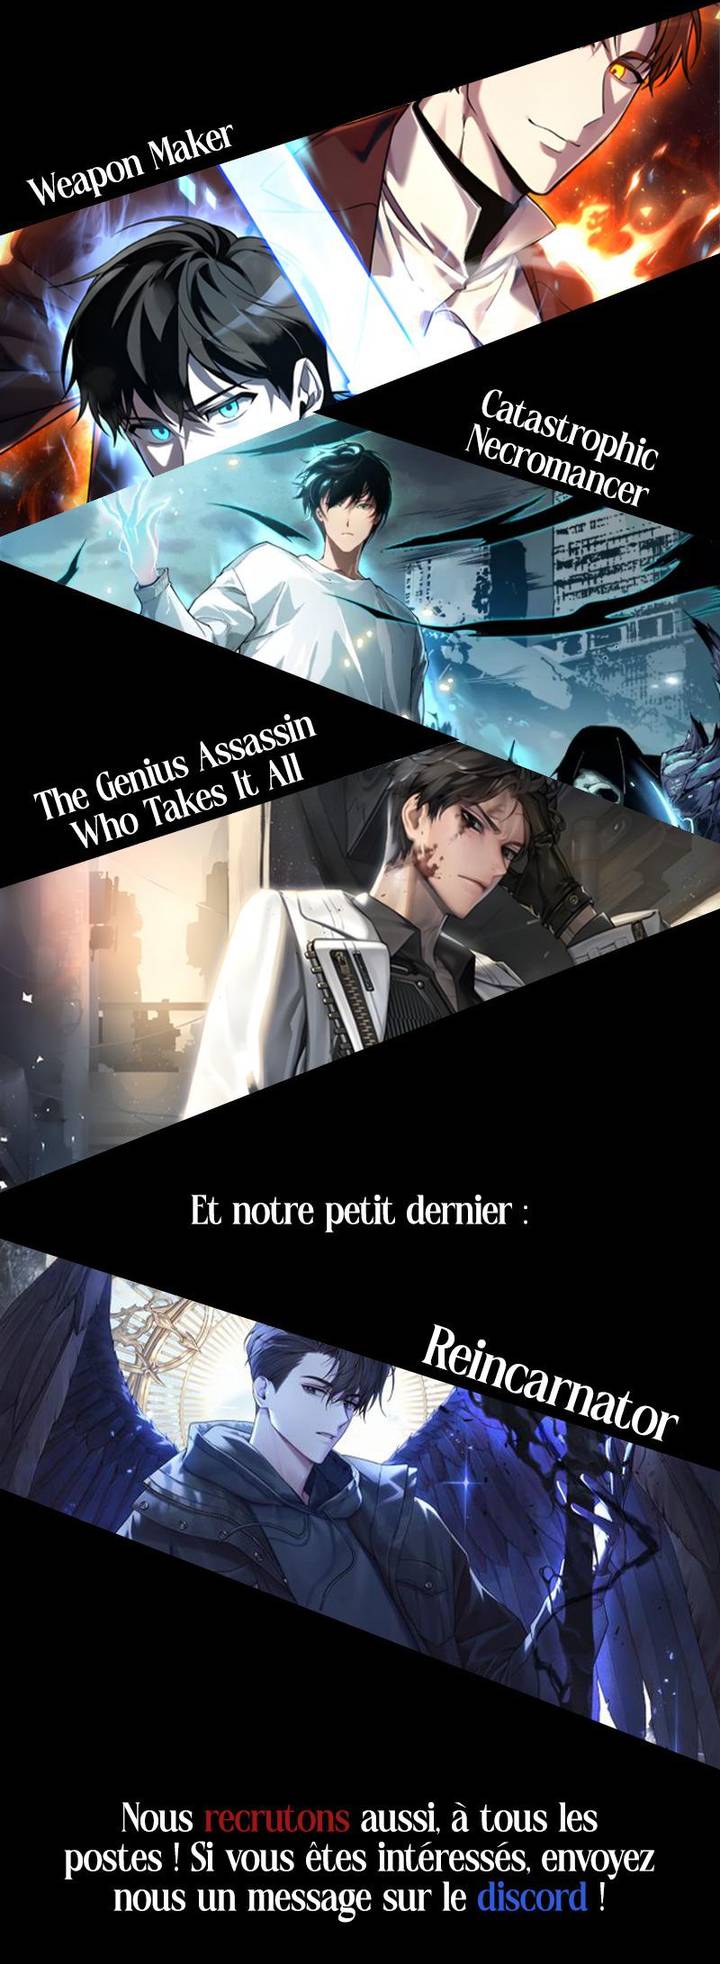 Weapon Maker
Catastrophic
Necromancer
The Genius Assassin
Who Takes It All
Et notre petit dernier :
Reincarnator
Nous recrutons aussi, à tous les
postes ! Si vous êtes intéressés, envoyez
nous un message sur le discord !